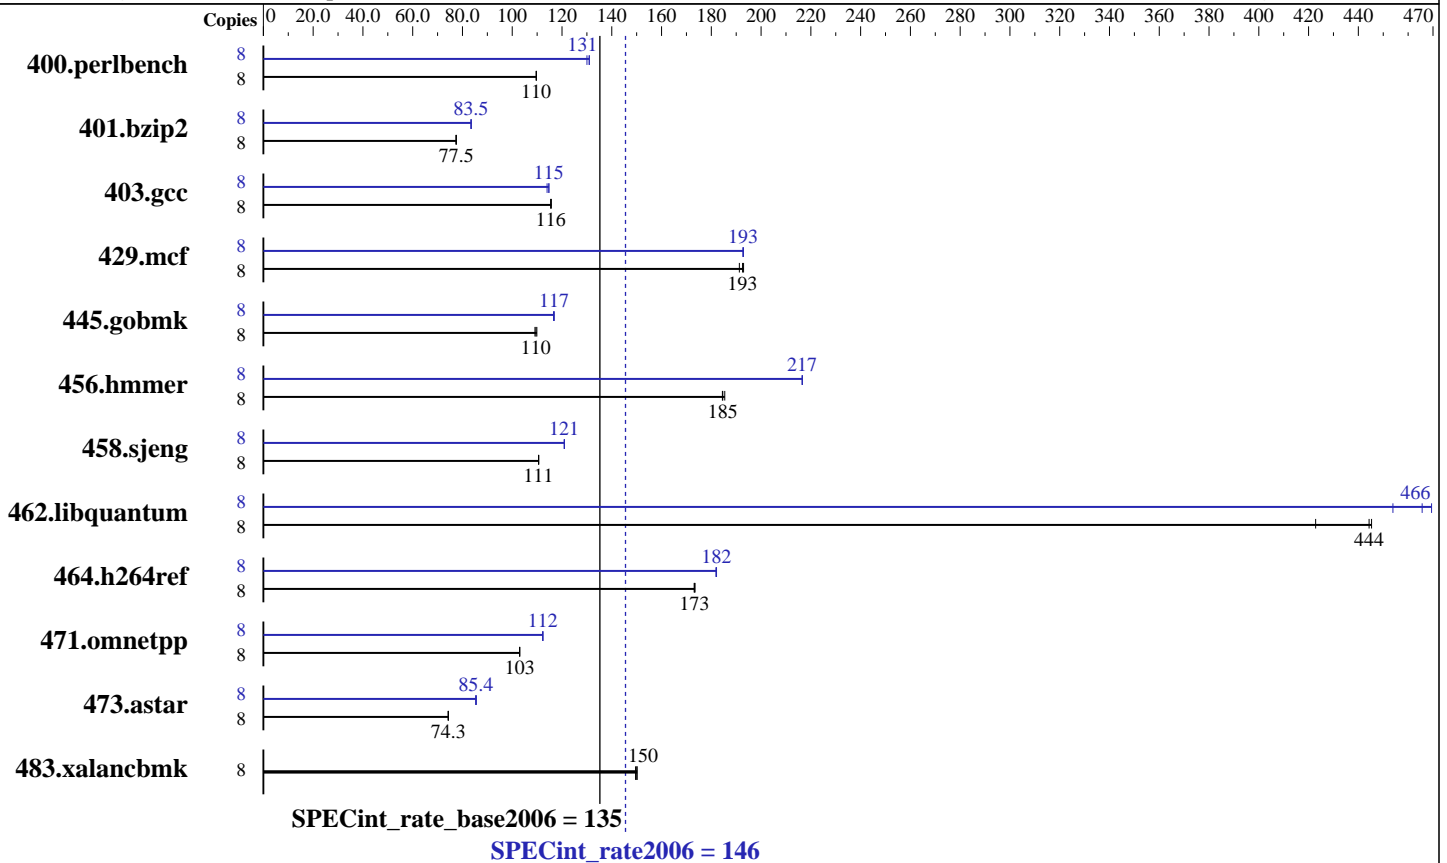 Copies 0 20.0 40.0 60.0 80.0 100 120 140 160 180 200 220 240 260 280 300 320 340 360 380 400 420 440 470
400.perlbench 8 131
8 110
401.bzip2 8 83.5
8 77.5
403.gcc 8 115
8 116
429.mcf 8 193
8 193
445.gobmk 8 117
8 110
456.hmmer 8 217
8 185
458.sjeng 8 121
8 111
462.libquantum 8 466
8 444
464.h264ref 8 182
8 173
471.omnetpp 8 112
8 103
473.astar 8 85.4
8 74.3
483.xalancbmk 8 150
SPECint_rate_base2006 = 135
SPECint_rate2006 = 146